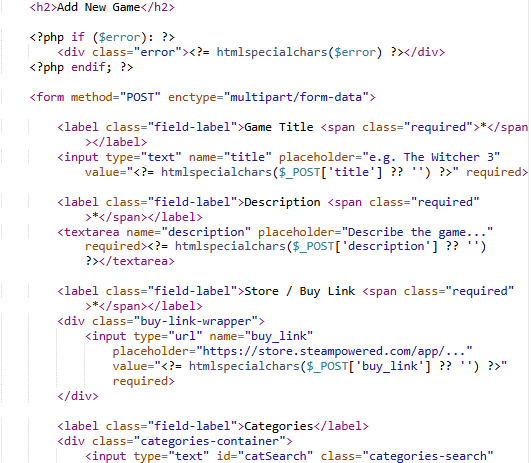 <h2>Add New Game</h2>
<?php if ($error): ?>
<div class="error"><?= htmlspecialchars($error) ?></div>
<?php endif; ?>
<form method="POST" enctype="multipart/form-data">
<label class="field-label">Game Title <span class="required">*</span
></label>
<input type="text" name="title" placeholder="e.g. The Witcher 3"
value="<?= htmlspecialchars($_POST['title'] ?? '') ?>" required>
<label class="field-label">Description <span class="required"
>*</span></label>
<textarea name="description" placeholder="Describe the game..."
required><?= htmlspecialchars($_POST['description'] ?? '')
?></textarea>
<label class="field-label">Store / Buy Link <span class="required"
>*</span></label>
<div class="buy-link-wrapper">
<input type="url" name="buy_link"
placeholder="https://store.steampowered.com/app/..."
value="<?= htmlspecialchars($_POST['buy_link'] ?? '') ?>"
required>
</div>
<label class="field-label">Categories</label>
<div class="categories-container">
<input type="text" id="catSearch" class="categories-search"